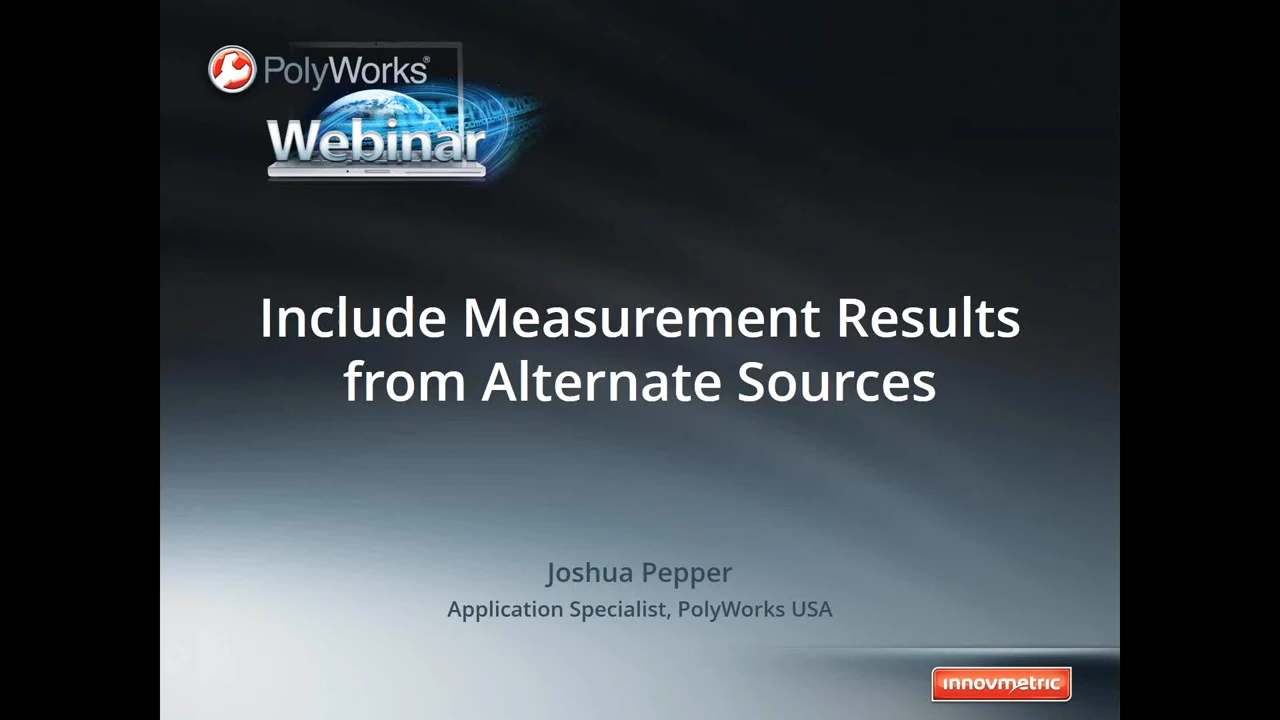 PolyWorks®
Webinar
Include Measurement Results
from Alternate Sources
Joshua Pepper
Application Specialist, PolyWorks USA
innovmetric